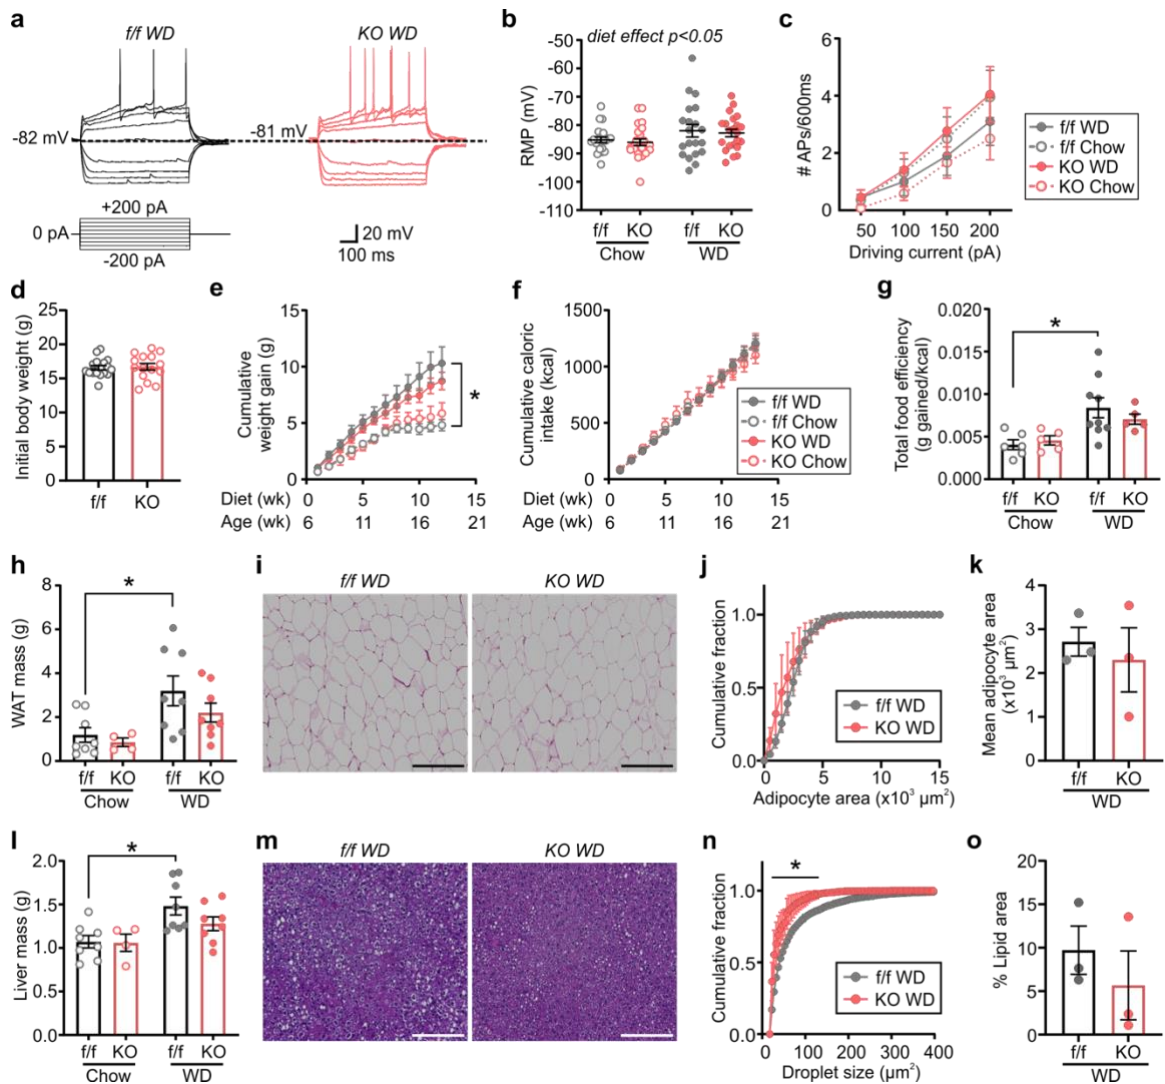 a
f/f WD
KO WD
-82 mV
-81 mV
+200 pA
0 pA
-200 pA
20 mV
100 ms
b
diet effect p<0.05
RMP (mV)
-50
-60
-70
-80
-90
-100
-110
f/f KO f/f KO
Chow WD
c
# APs/600ms
6
4
2
0
50 100 150 200
Driving current (pA)
f/f WD
f/f Chow
KO WD
KO Chow
d
Initial body weight (g)
25
20
15
10
5
0
f/f KO
e
Cumulative
weight gain (g)
15
10
5
0
*
Diet (wk) 0 5 10 15
Age (wk) 6 11 16 21
f
Cumulative caloric
intake (kcal)
1500
1000
500
0
f/f WD
f/f Chow
KO WD
KO Chow
Diet (wk) 0 5 10 15
Age (wk) 6 11 16 21
g
Total food efficiency
(g gained/kcal)
0.020
0.015
0.010
0.005
0.000
*
f/f KO f/f KO
Chow WD
h
WAT mass (g)
8
6
4
2
0
*
f/f KO f/f KO
Chow WD
i
f/f WD
KO WD
j
Cumulative fraction
1.0
0.5
0.0
f/f WD
KO WD
0 5 10 15
Adipocyte area (x10³ µm²)
k
Mean adipocyte area
(x10³ µm²)
4
3
2
1
0
f/f KO
WD
l
Liver mass (g)
2.0
1.5
1.0
0.5
0.0
*
f/f KO f/f KO
Chow WD
m
f/f WD
KO WD
n
Cumulative fraction
*
1.0
0.5
0.0
f/f WD
KO WD
0 100 200 300 400
Droplet size (µm²)
o
% Lipid area
20
15
10
5
0
f/f KO
WD